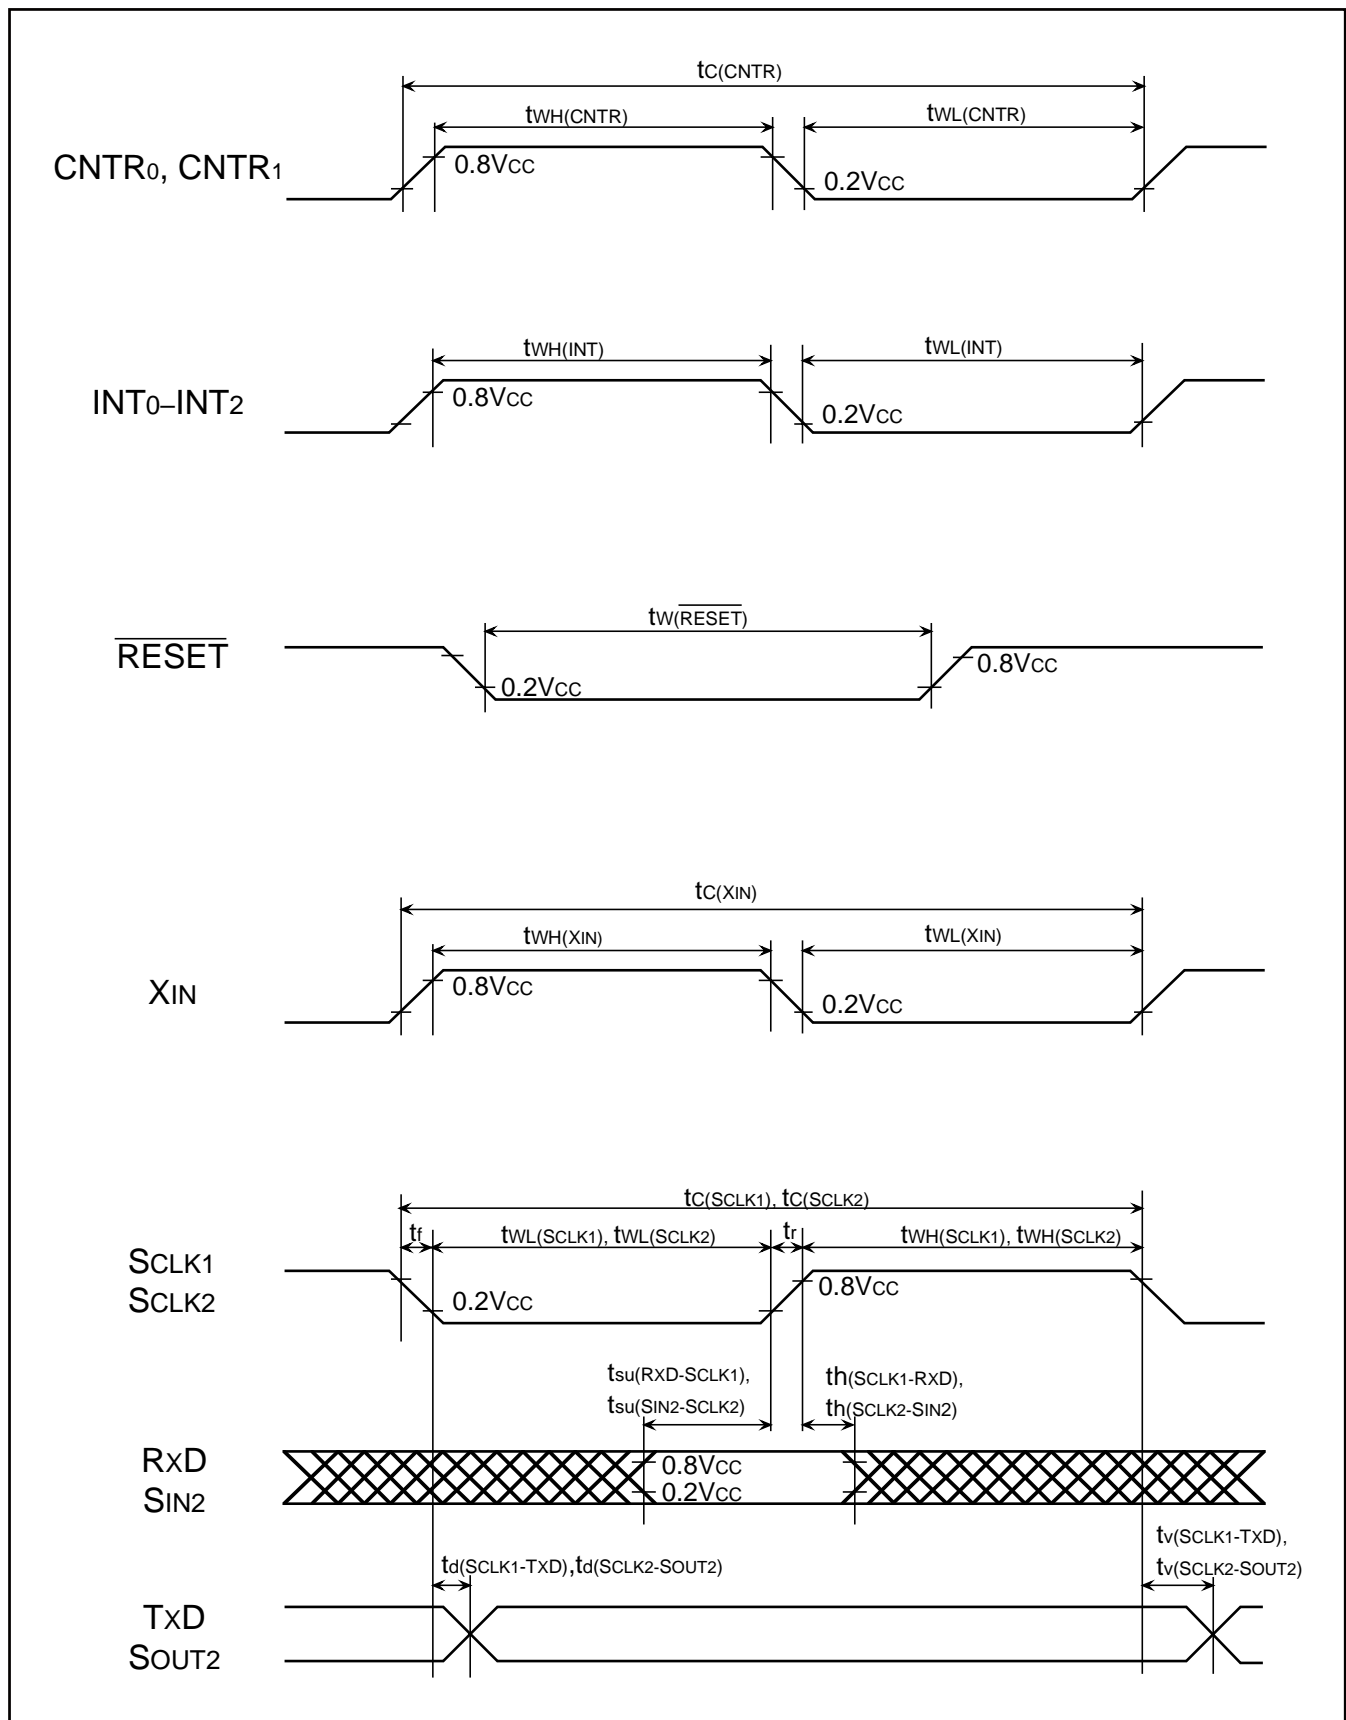 tC(CNTR)
tWH(CNTR)
tWL(CNTR)
CNTR0, CNTR1
0.8VCC
0.2VCC
tWH(INT)
tWL(INT)
INT0–INT2
0.8VCC
0.2VCC
tW(RESET)
RESET
0.2VCC
0.8VCC
tC(XIN)
tWH(XIN)
tWL(XIN)
XIN
0.8VCC
0.2VCC
tC(SCLK1), tC(SCLK2)
tf
tWL(SCLK1), tWL(SCLK2)
tr
tWH(SCLK1), tWH(SCLK2)
SCLK1
SCLK2
0.2VCC
0.8VCC
tsu(RXD-SCLK1),
tsu(SIN2-SCLK2)
th(SCLK1-RXD),
th(SCLK2-SIN2)
RXD
SIN2
0.8VCC
0.2VCC
td(SCLK1-TXD),td(SCLK2-SOUT2)
tv(SCLK1-TXD),
tv(SCLK2-SOUT2)
TXD
SOUT2